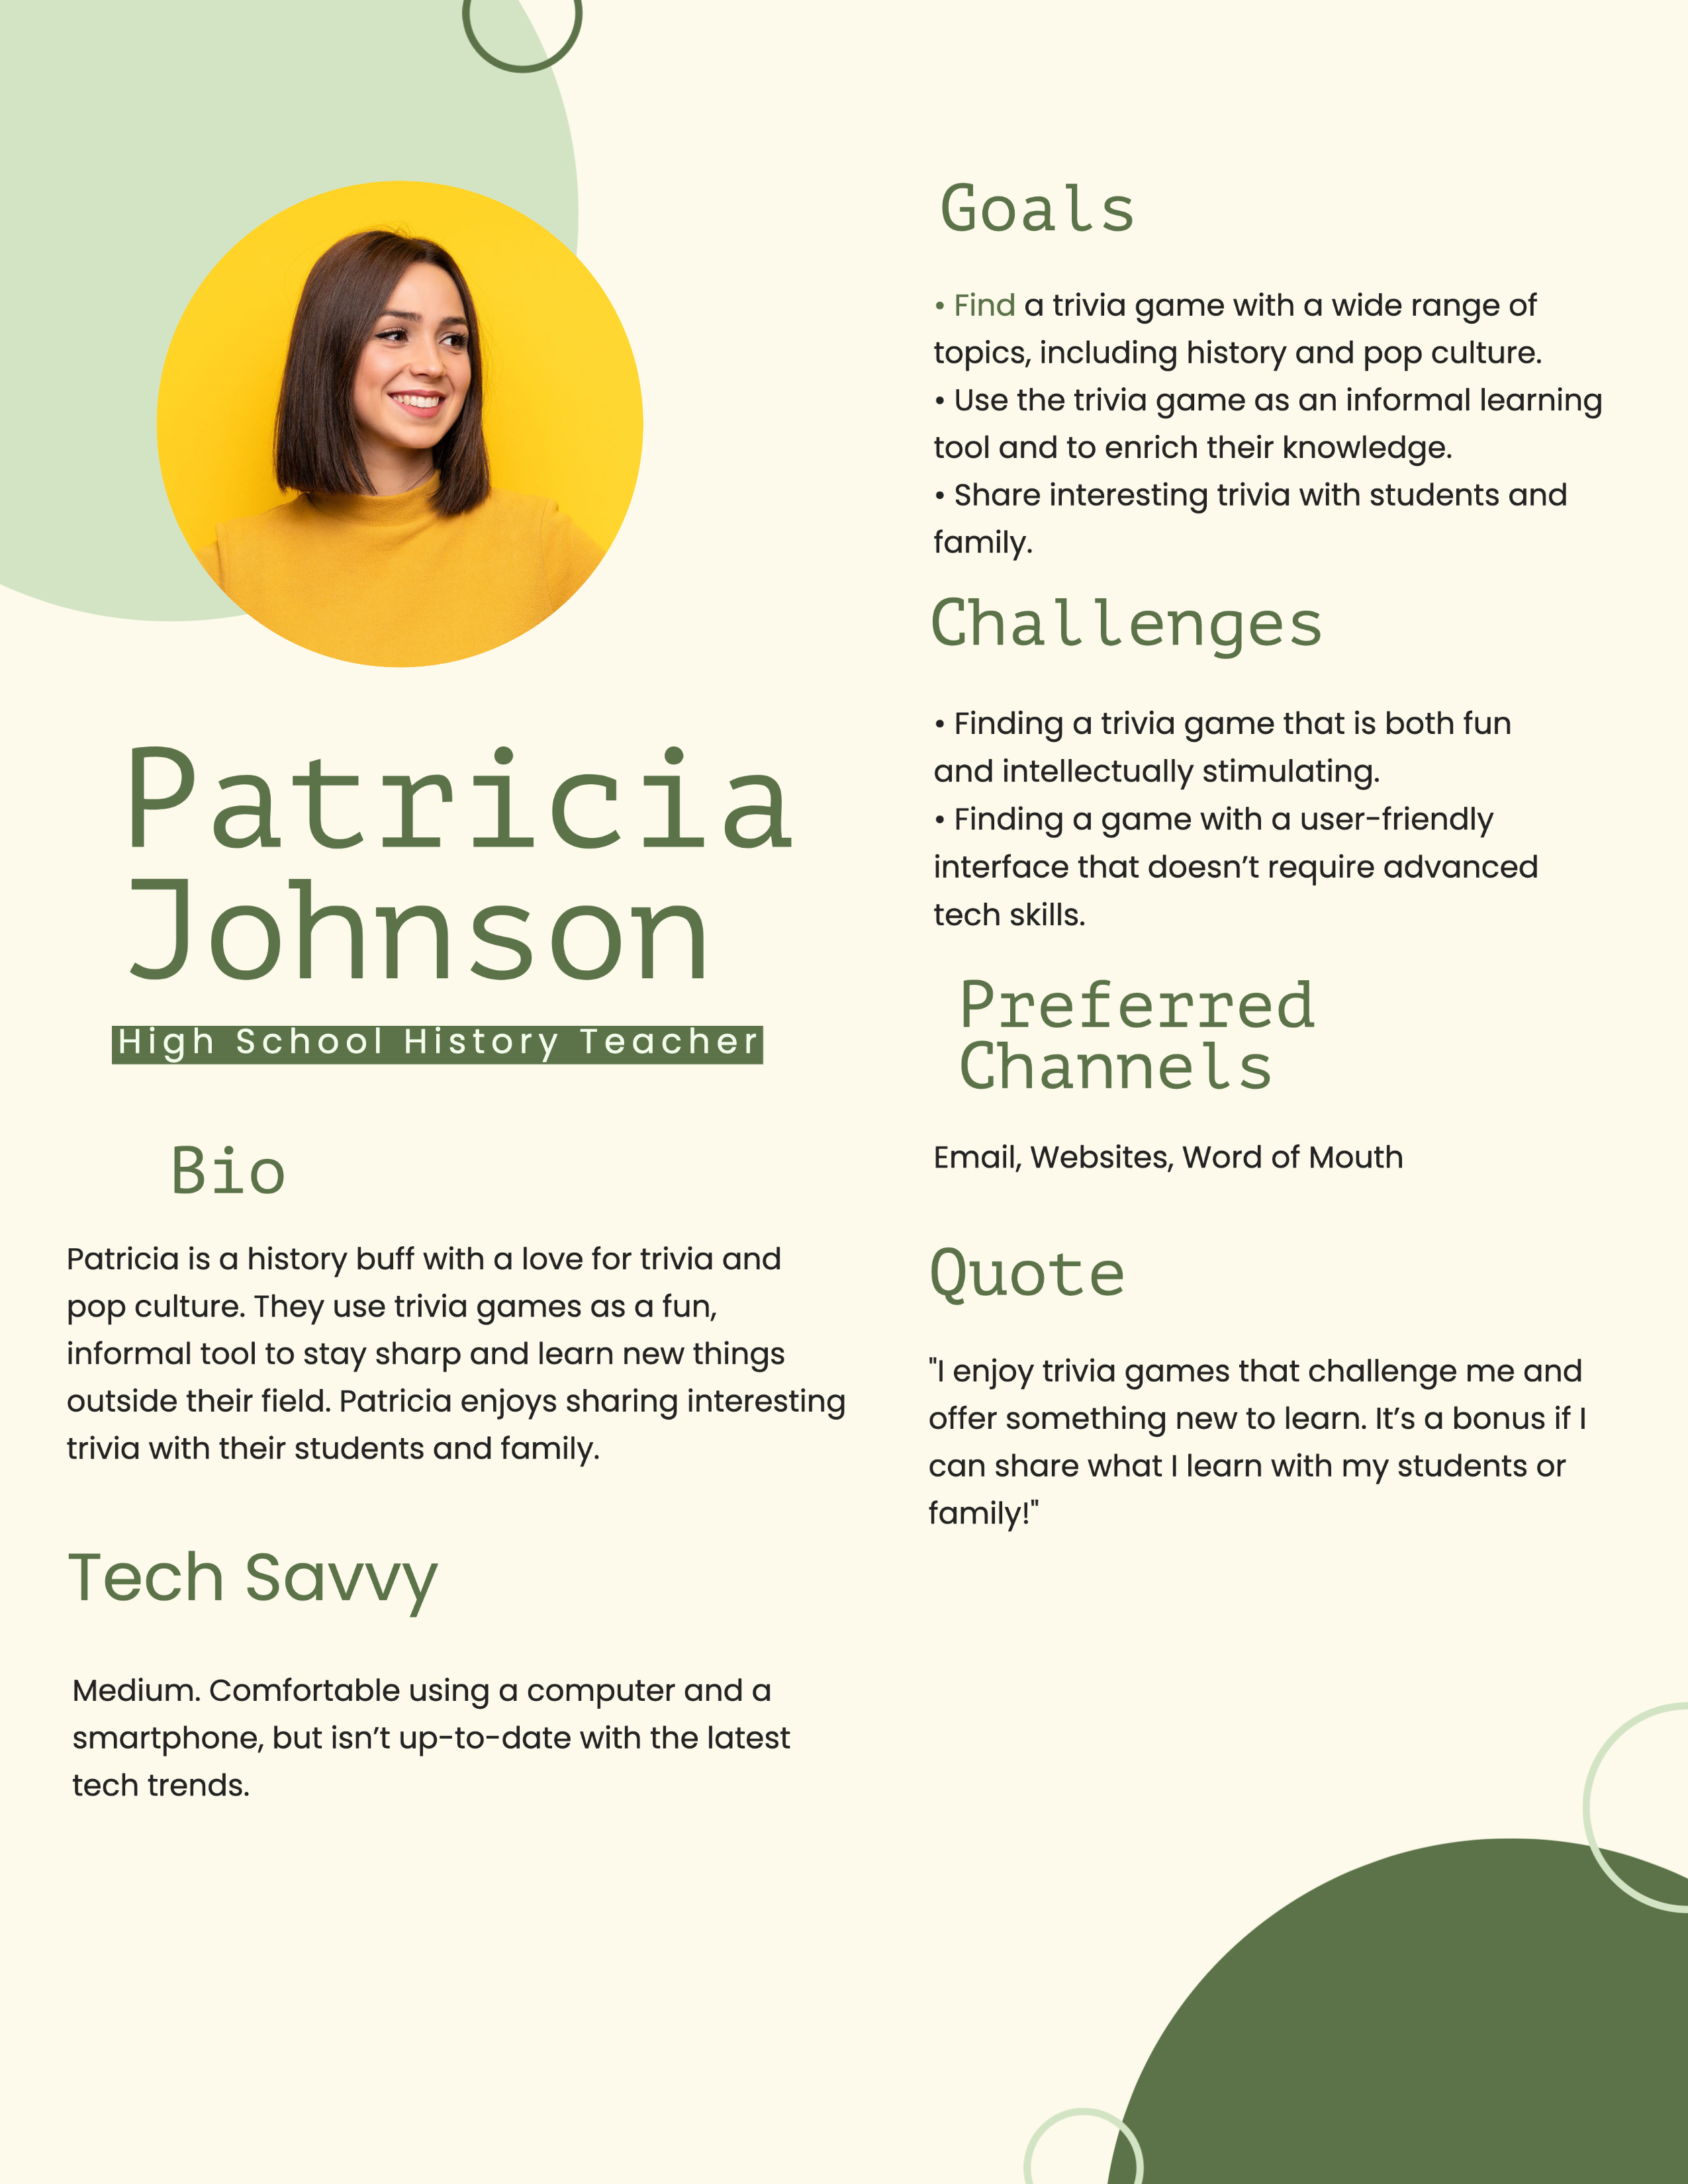 Patricia
Johnson
High School History Teacher
Bio
Patricia is a history buff with a love for trivia and
pop culture. They use trivia games as a fun,
informal tool to stay sharp and learn new things
outside their field. Patricia enjoys sharing interesting
trivia with their students and family.
Tech Savvy
Medium. Comfortable using a computer and a
smartphone, but isn’t up-to-date with the latest
tech trends.
Goals
• Find a trivia game with a wide range of
topics, including history and pop culture.
• Use the trivia game as an informal learning
tool and to enrich their knowledge.
• Share interesting trivia with students and
family.
Challenges
• Finding a trivia game that is both fun
and intellectually stimulating.
• Finding a game with a user-friendly
interface that doesn’t require advanced
tech skills.
Preferred
Channels
Email, Websites, Word of Mouth
Quote
"I enjoy trivia games that challenge me and
offer something new to learn. It’s a bonus if I
can share what I learn with my students or
family!"